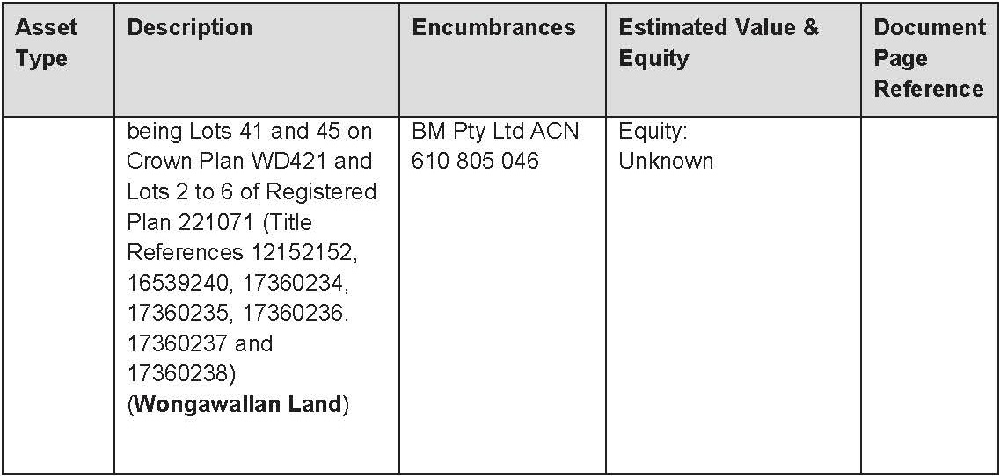 Asset Type
Description
Encumbrances
Estimated Value & Equity
Document Page Reference
being Lots 41 and 45 on
Crown Plan WD421 and
Lots 2 to 6 of Registered
Plan 221071 (Title
References 12152152,
16539240, 17360234,
17360235, 17360236.
17360237 and
17360238)
(Wongawallan Land)
BM Pty Ltd ACN
610 805 046
Equity:
Unknown